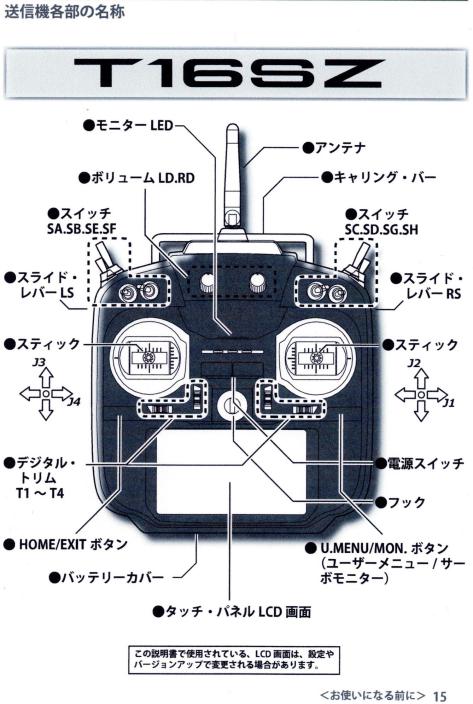 送信機各部の名称
T16SZ
●モニター LED
●アンテナ
●ボリューム LD.RD
●キャリング・バー
●スイッチ
SA.SB.SE.SF
●スイッチ
SC.SD.SG.SH
●スライド・
レバー LS
●スライド・
レバー RS
●スティック
J3
J4
●スティック
J2
J1
●デジタル・
トリム
T1 ～ T4
●電源スイッチ
●フック
● HOME/EXIT ボタン
● U.MENU/MON. ボタン
（ユーザーメニュー / サー
ボモニター）
●バッテリーカバー
●タッチ・パネル LCD 画面
この説明書で使用されている、LCD 画面は、設定や
バージョンアップで変更される場合があります。
＜お使いになる前に＞ 15